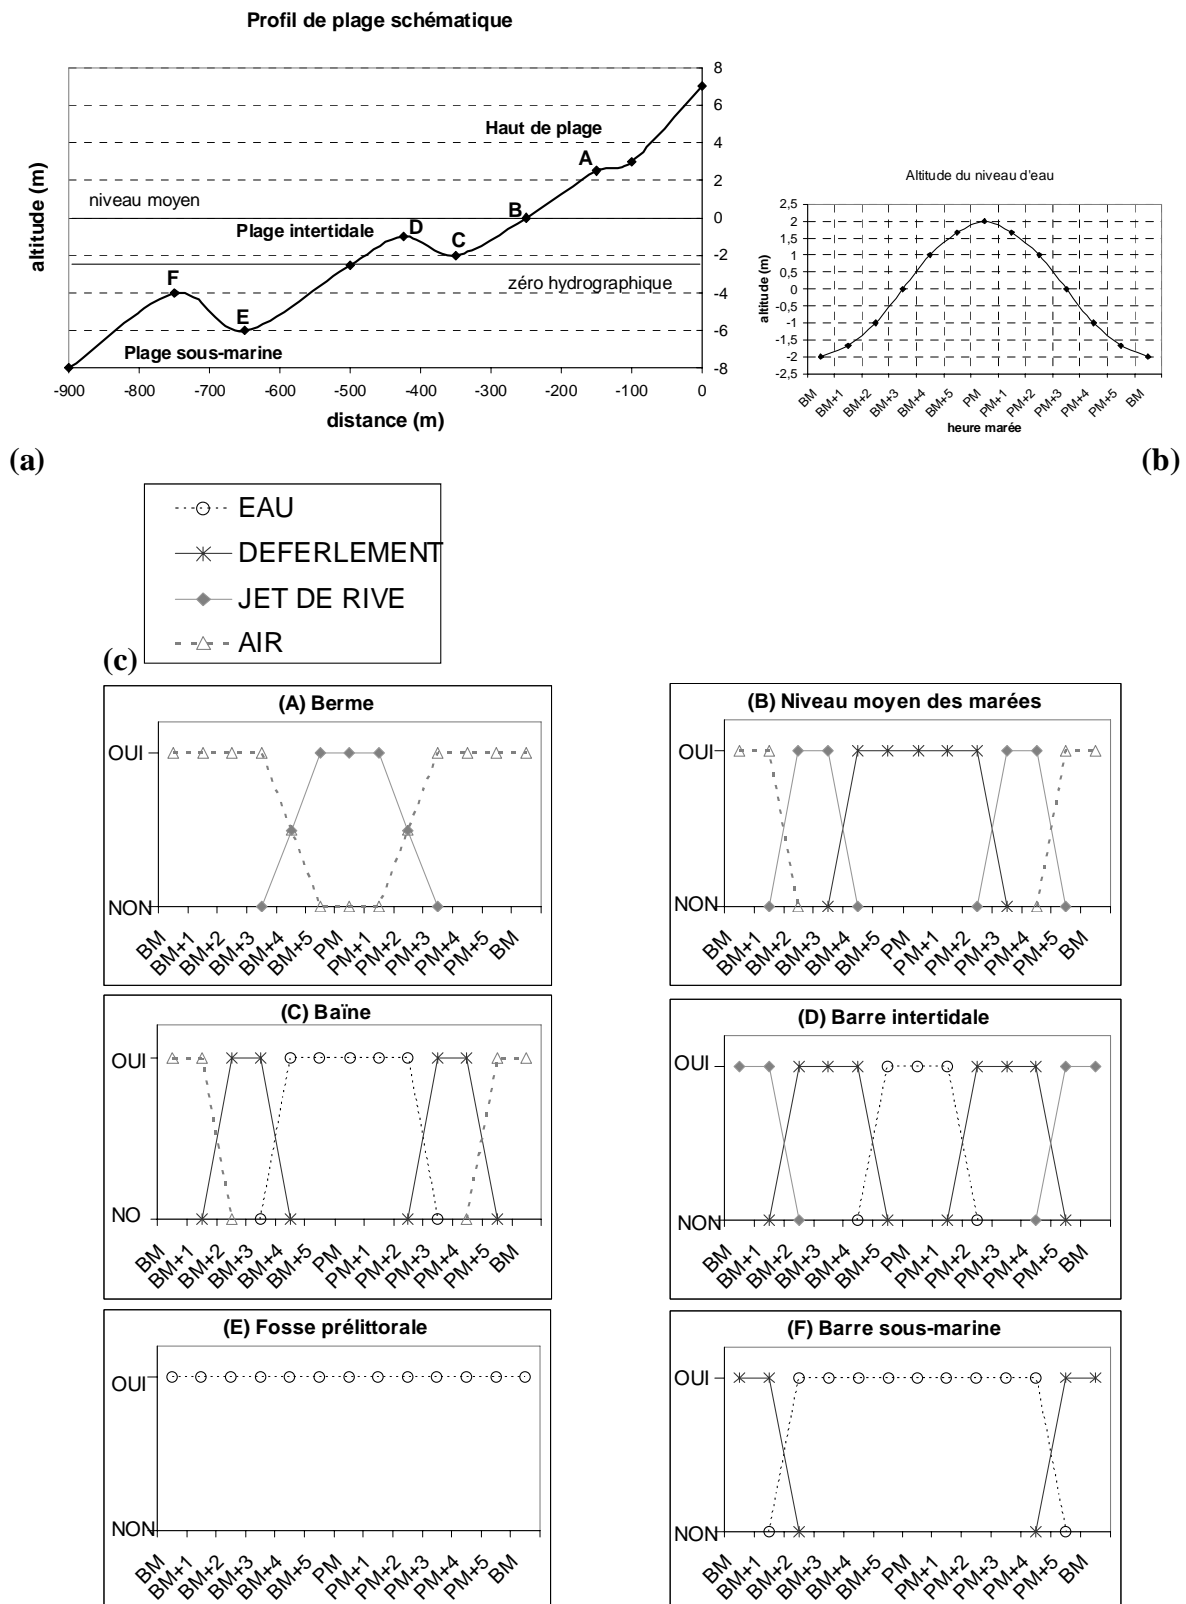 Profil de plage schématique
8
6
4
2
0
-2
-4
-6
-8
altitude (m)
Haut de plage
A
niveau moyen
B
Plage intertidale
D
C
F
zéro hydrographique
E
Plage sous-marine
-900 -800 -700 -600 -500 -400 -300 -200 -100 0
distance (m)
(a)
Altitude du niveau d'eau
2,5
2
1,5
1
0,5
0
-0,5
-1
-1,5
-2
-2,5
altitude (m)
BM BM+1 BM+2 BM+3 BM+4 BM+5 PM PM+1 PM+2 PM+3 PM+4 PM+5 BM
heure marée
(b)
EAU
DEFERLEMENT
JET DE RIVE
AIR
(c)
(A) Berme
OUI
NON
BM BM+1 BM+2 BM+3 BM+4 BM+5 PM PM+1 PM+2 PM+3 PM+4 PM+5 BM
(B) Niveau moyen des marées
OUI
NON
BM BM+1 BM+2 BM+3 BM+4 BM+5 PM PM+1 PM+2 PM+3 PM+4 PM+5 BM
(C) Baïne
OUI
NO
BM BM+1 BM+2 BM+3 BM+4 BM+5 PM PM+1 PM+2 PM+3 PM+4 PM+5 BM
(D) Barre intertidale
OUI
NON
BM BM+1 BM+2 BM+3 BM+4 BM+5 PM PM+1 PM+2 PM+3 PM+4 PM+5 BM
(E) Fosse prélittorale
OUI
NON
BM BM+1 BM+2 BM+3 BM+4 BM+5 PM PM+1 PM+2 PM+3 PM+4 PM+5 BM
(F) Barre sous-marine
OUI
NON
BM BM+1 BM+2 BM+3 BM+4 BM+5 PM PM+1 PM+2 PM+3 PM+4 PM+5 BM